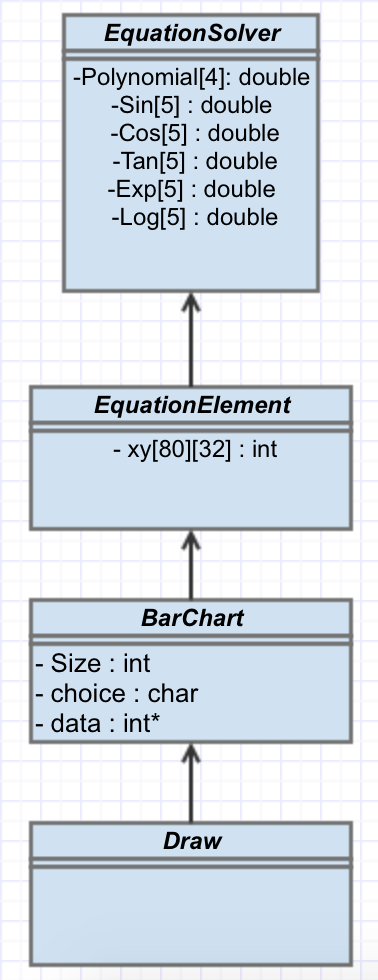 EquationSolver
-Polynomial[4]: double
-Sin[5] : double
-Cos[5] : double
-Tan[5] : double
-Exp[5] : double
-Log[5] : double
EquationElement
- xy[80][32] : int
BarChart
- Size : int
- choice : char
- data : int*
Draw